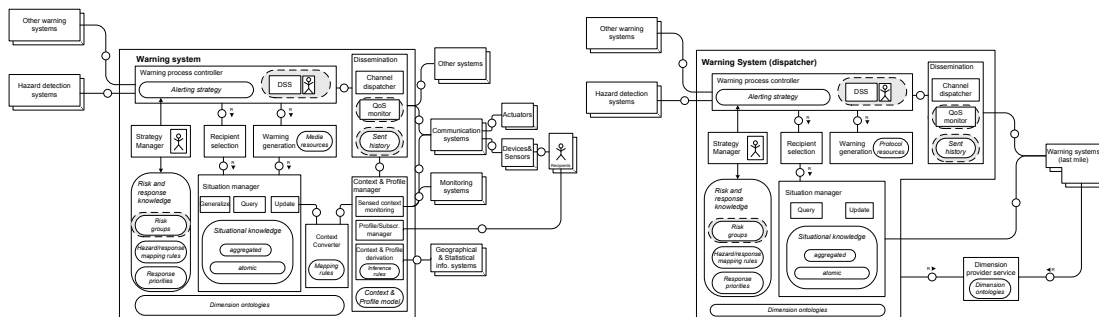 Other warning
systems
Hazard detection
systems
Warning system
Warning process controller
Alerting strategy
DSS
Dissemination
Channel
dispatcher
QoS
monitor
Sent
history
Other systems
Communication
systems
Actuators
Devices&
Sensors
Recipients
Monitoring
systems
Geographical
& Statistical
info. systems
R
R
Strategy
Manager
Recipient
selection
Warning
generation
Media
resources
R
R
Risk and
response
knowledge
Risk
groups
Hazard/response
mapping rules
Response
priorities
Situation manager
Generalize
Query
Update
Situational knowledge
aggregated
atomic
Context
Converter
Mapping
rules
Context & Profile
manager
Sensed context
monitoring
Profile/Subscr.
manager
Context & Profile
derivation
Inference
rules
Context &
Profile model
Dimension ontologies
Other warning
systems
Hazard detection
systems
Warning System (dispatcher)
Warning process controller
Alerting strategy
DSS
Dissemination
Channel
dispatcher
QoS
monitor
Sent
history
R
R
Strategy
Manager
Recipient
selection
Warning
generation
Protocol
resources
R
Risk and
response
knowledge
Risk
groups
Hazard/response
mapping rules
Response
priorities
Situation manager
Query
Update
Situational knowledge
aggregated
atomic
Dimension ontologies
Warning systems
(last mile)
R
R
Dimension
provider service
Dimension
ontologies